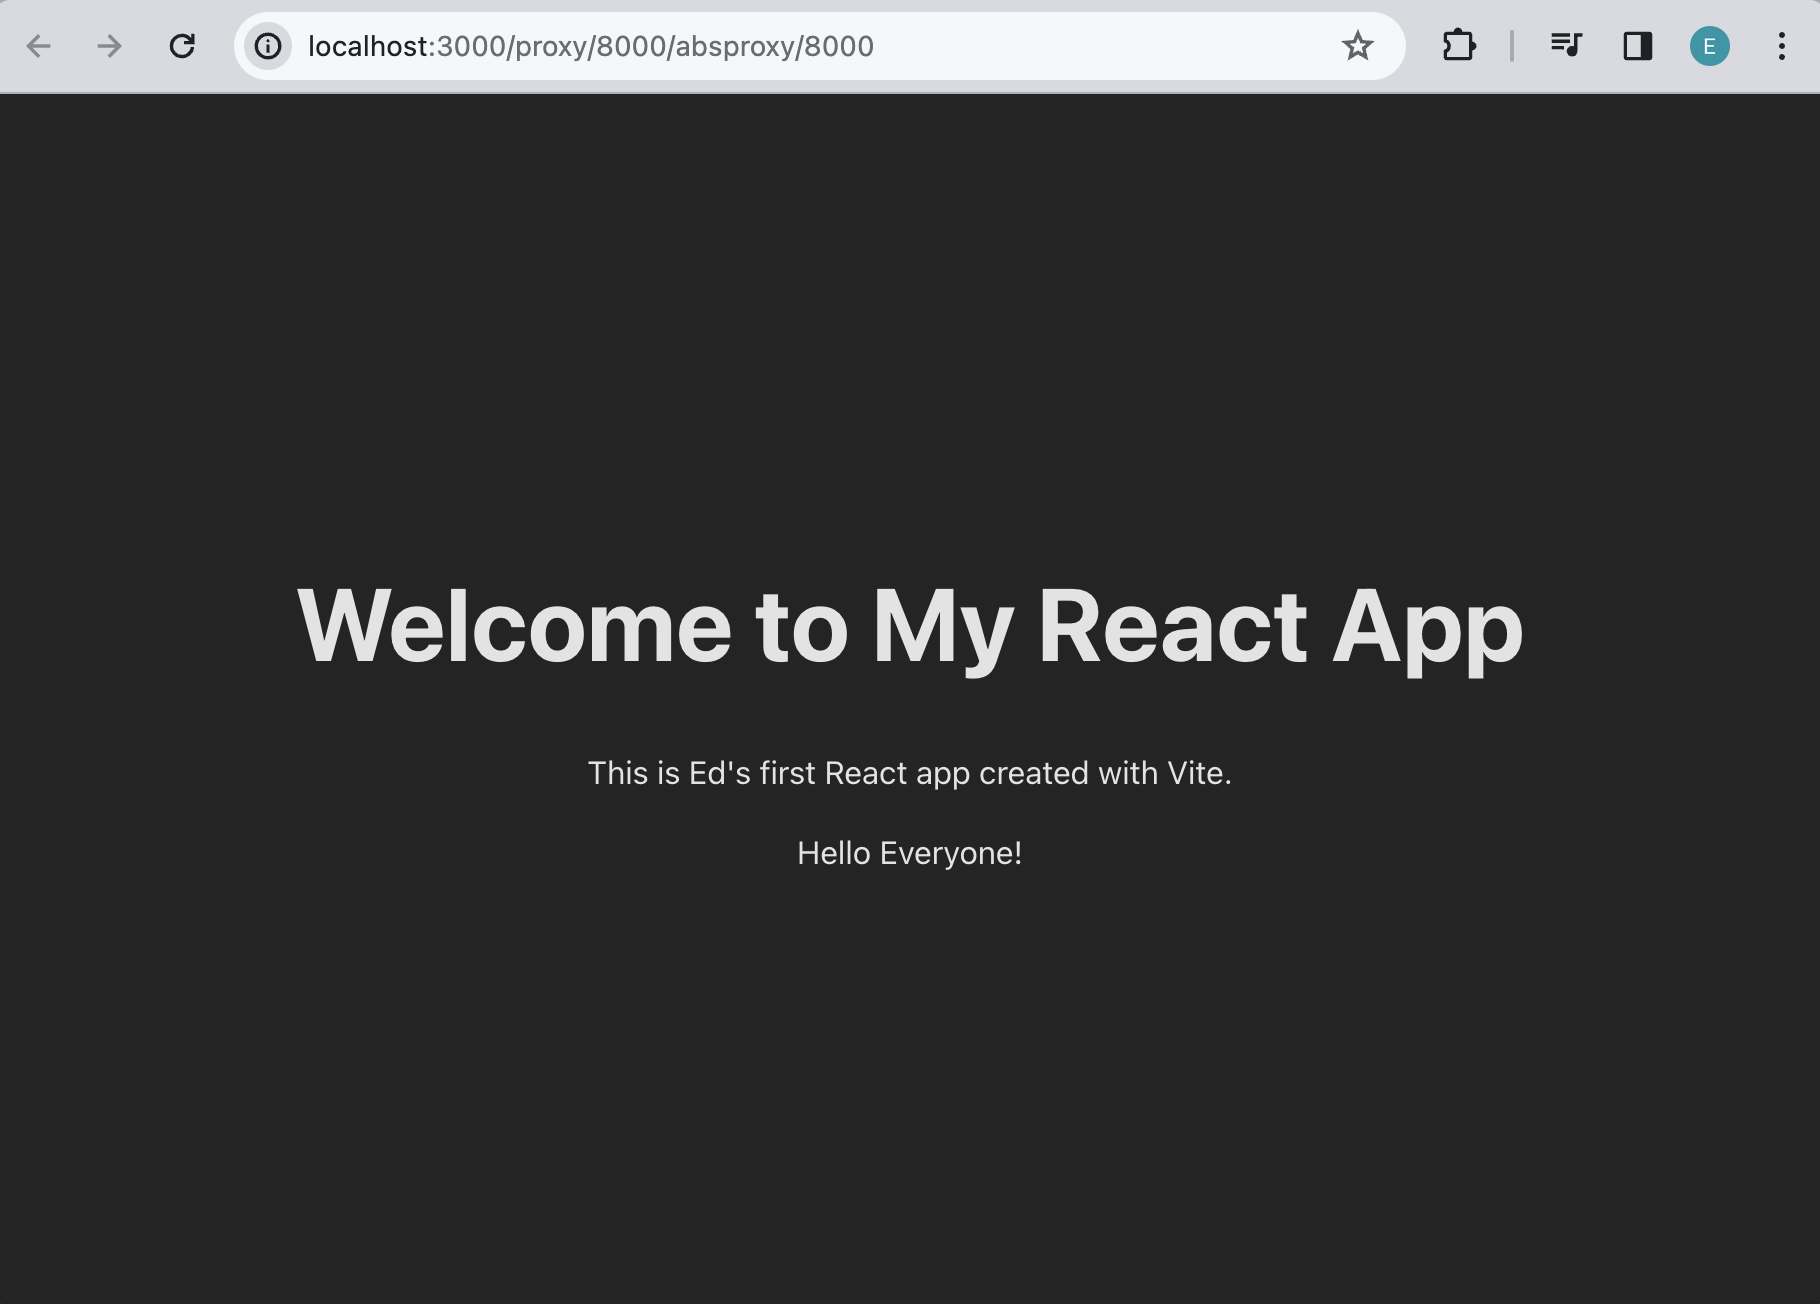 localhost:3000/proxy/8000/absproxy/8000
E
Welcome to My React App
This is Ed's first React app created with Vite.
Hello Everyone!